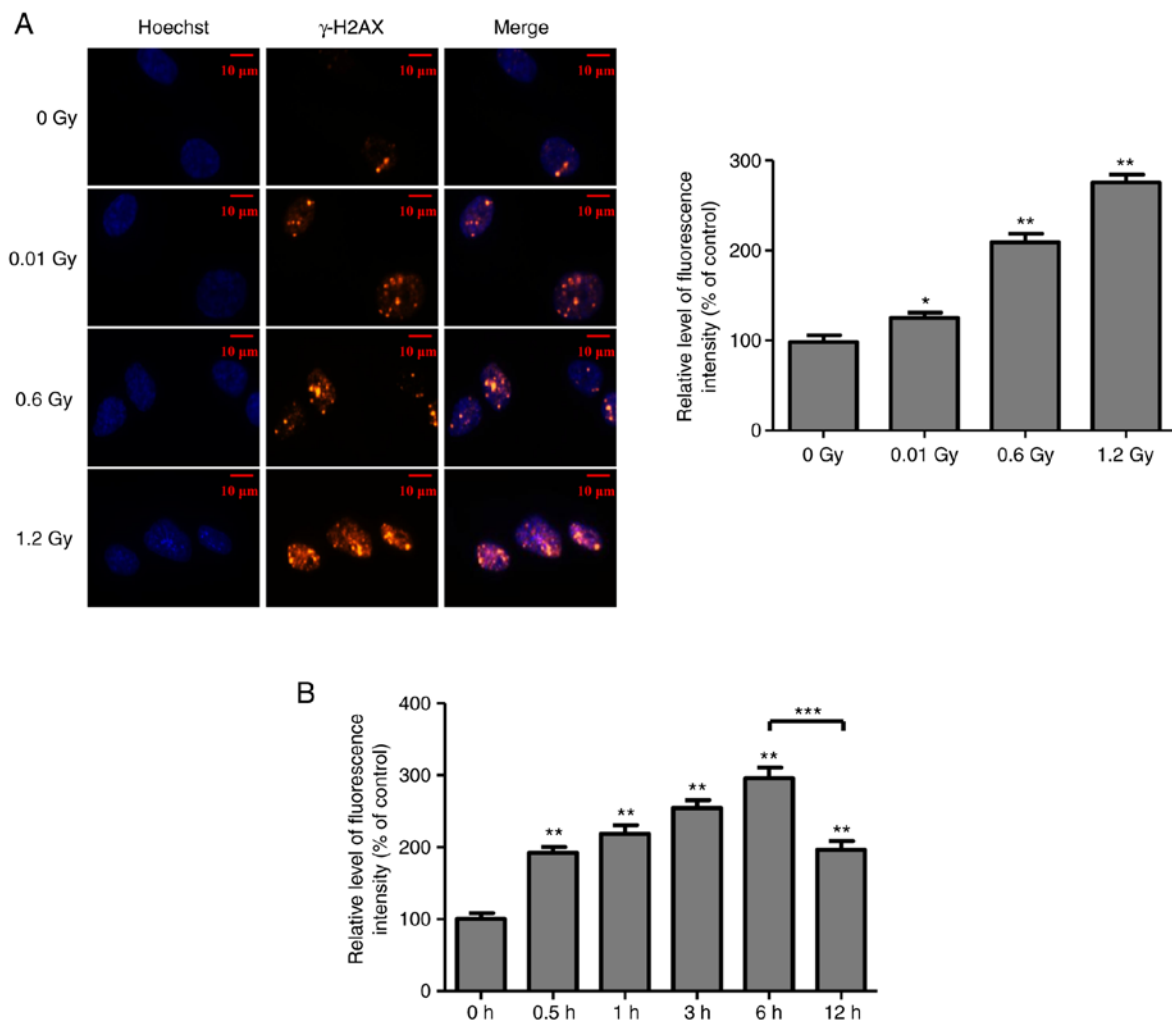 A
Hoechst γ-H2AX Merge
0 Gy
10 µm 10 µm 10 µm
0.01 Gy
10 µm 10 µm 10 µm
0.6 Gy
10 µm 10 µm 10 µm
1.2 Gy
10 µm 10 µm 10 µm
Relative level of fluorescence
intensity (% of control)
300
200
100
0
* ** **
0 Gy 0.01 Gy 0.6 Gy 1.2 Gy
B
Relative level of fluorescence
intensity (% of control)
400
300
200
100
0
***
** ** ** ** **
0 h 0.5 h 1 h 3 h 6 h 12 h